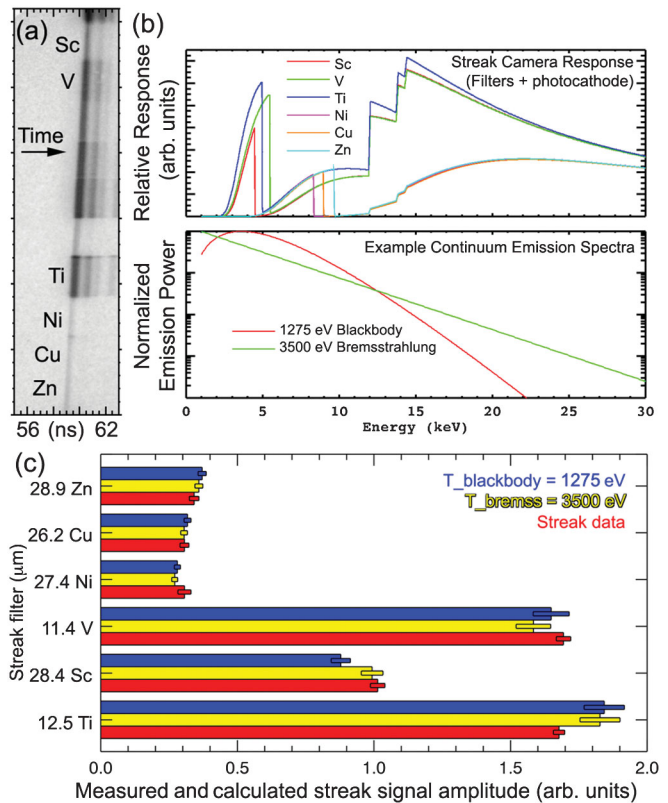 (a)
Sc
V
Time
Ti
Ni
Cu
Zn
56 (ns) 62
(b)
Relative Response
(arb. units)
Streak Camera Response
(Filters + photocathode)
Sc
V
Ti
Ni
Cu
Zn
Normalized
Emission Power
Example Continuum Emission Spectra
1275 eV Blackbody
3500 eV Bremsstrahlung
0 5 10 15 20 25 30
Energy (keV)
(c)
T_blackbody = 1275 eV
T_bremss = 3500 eV
Streak data
Streak filter (μm)
28.9 Zn
26.2 Cu
27.4 Ni
11.4 V
28.4 Sc
12.5 Ti
0.0 0.5 1.0 1.5 2.0
Measured and calculated streak signal amplitude (arb. units)